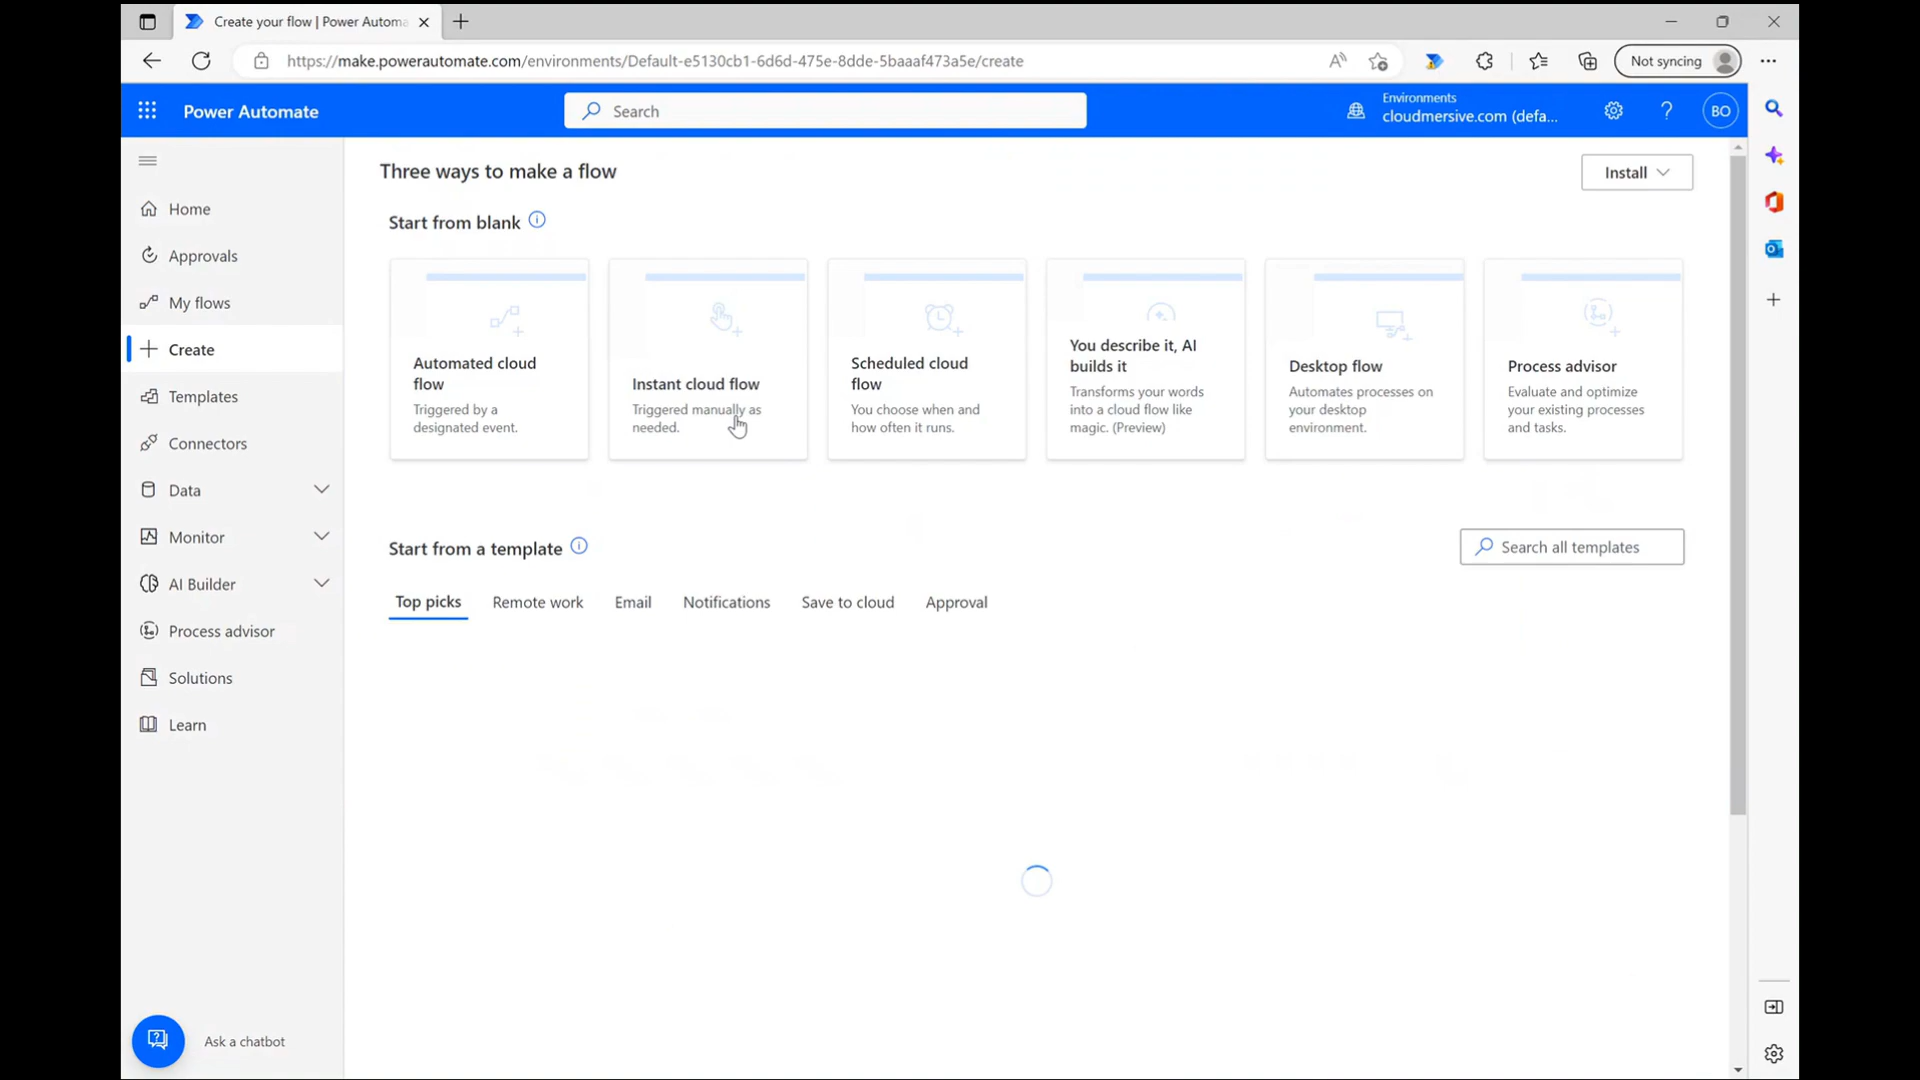 Create your flow | Power Automa
https://make.powerautomate.com/environments/Default-e5130cb1-6d6d-475e-8dde-5baaaf473a5e/create
Not syncing
Power Automate
Search
Environments
cloudmersive.com (defa...
BO
Home
Approvals
My flows
Create
Templates
Connectors
Data
Monitor
AI Builder
Process advisor
Solutions
Learn
Ask a chatbot
Three ways to make a flow
Install
Start from blank
Automated cloud
flow
Triggered by a
designated event.
Instant cloud flow
Triggered manually as
needed.
Scheduled cloud
flow
You choose when and
how often it runs.
You describe it, AI
builds it
Transforms your words
into a cloud flow like
magic. (Preview)
Desktop flow
Automates processes on
your desktop
environment.
Process advisor
Evaluate and optimize
your existing processes
and tasks.
Start from a template
Search all templates
Top picks
Remote work
Email
Notifications
Save to cloud
Approval